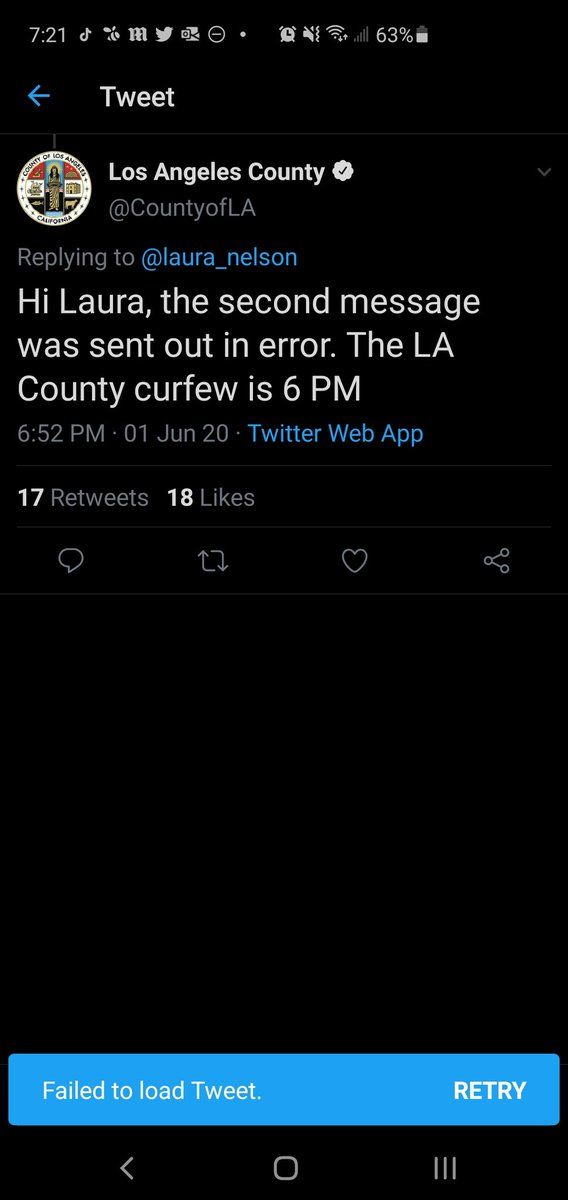 7:21 63%
Tweet
COUNTY OF LOS ANGELES
CALIFORNIA
Los Angeles County
@CountyofLA
Replying to @laura_nelson
Hi Laura, the second message
was sent out in error. The LA
County curfew is 6 PM
6:52 PM · 01 Jun 20 · Twitter Web App
17 Retweets 18 Likes
Failed to load Tweet. RETRY